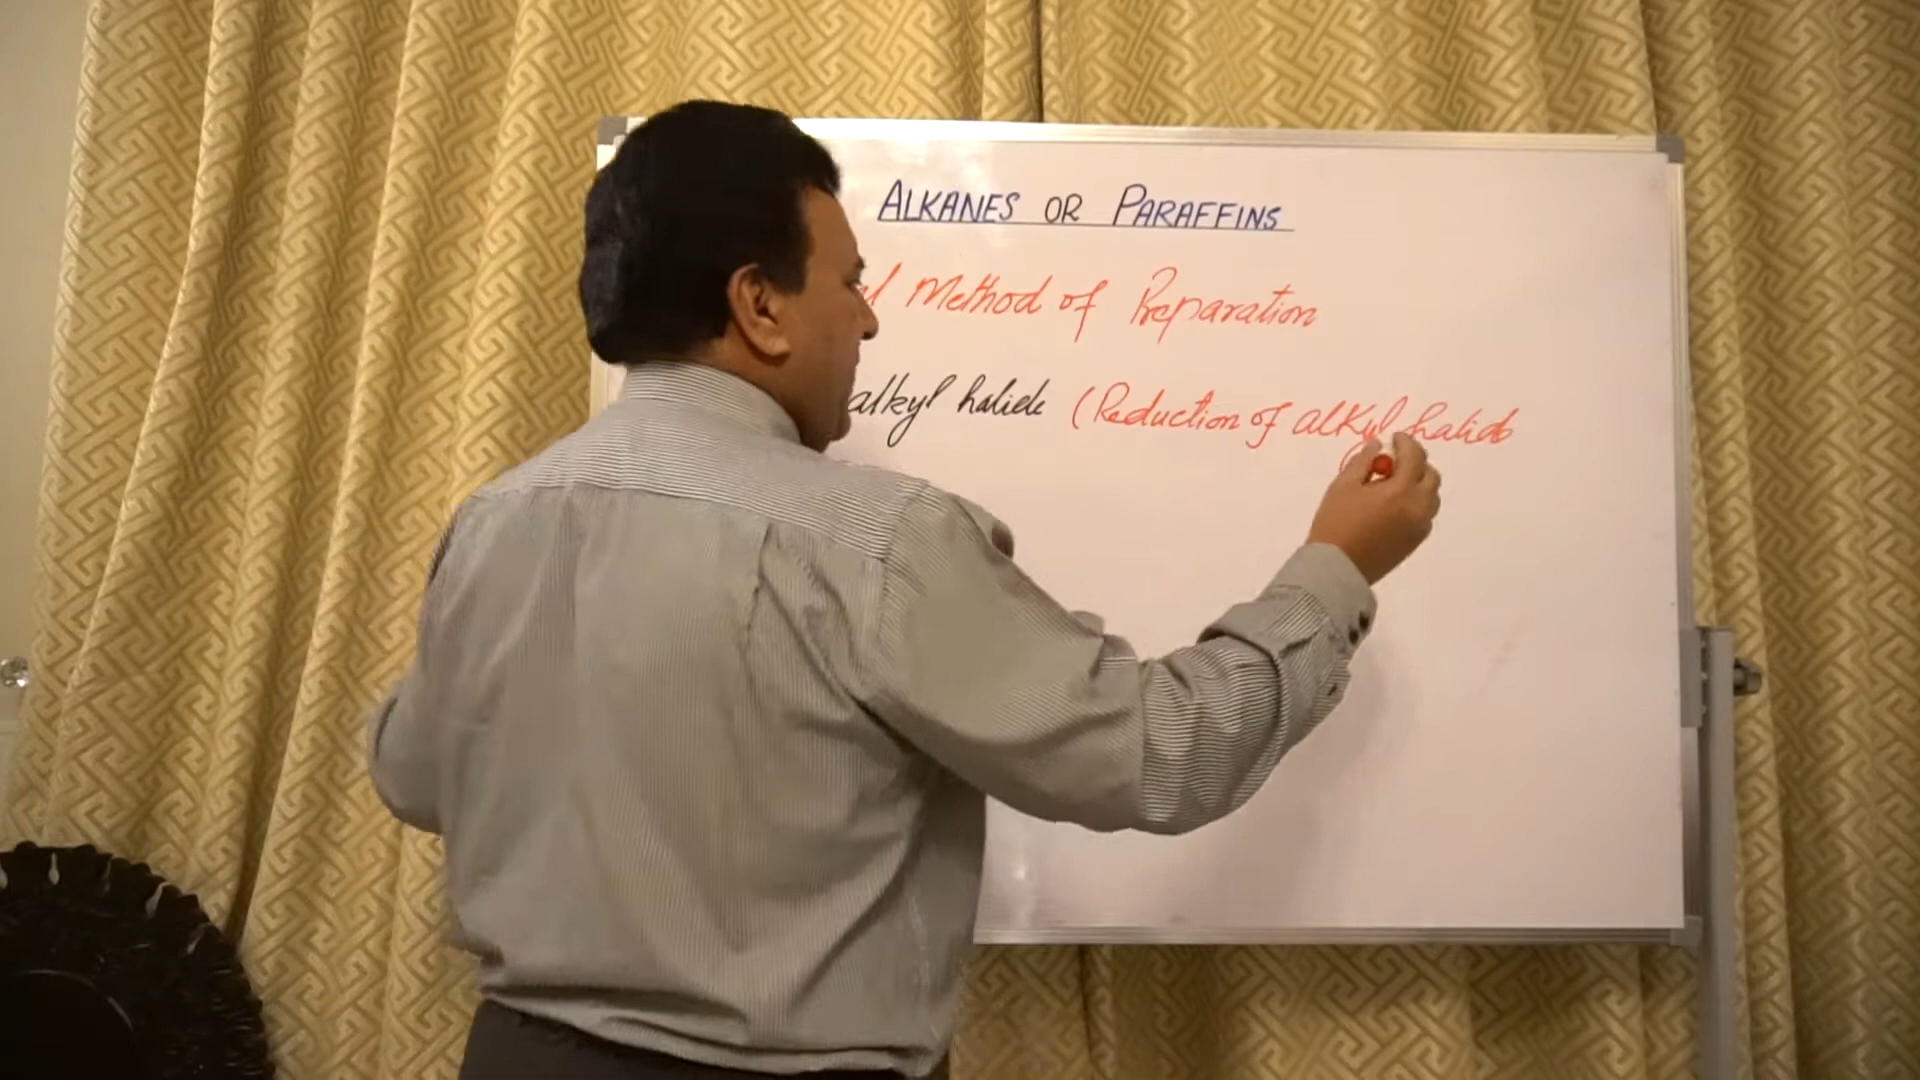 ALKANES OR PARAFFINS
Method of Preparation
alkyl halide (Reduction of alkyl halide